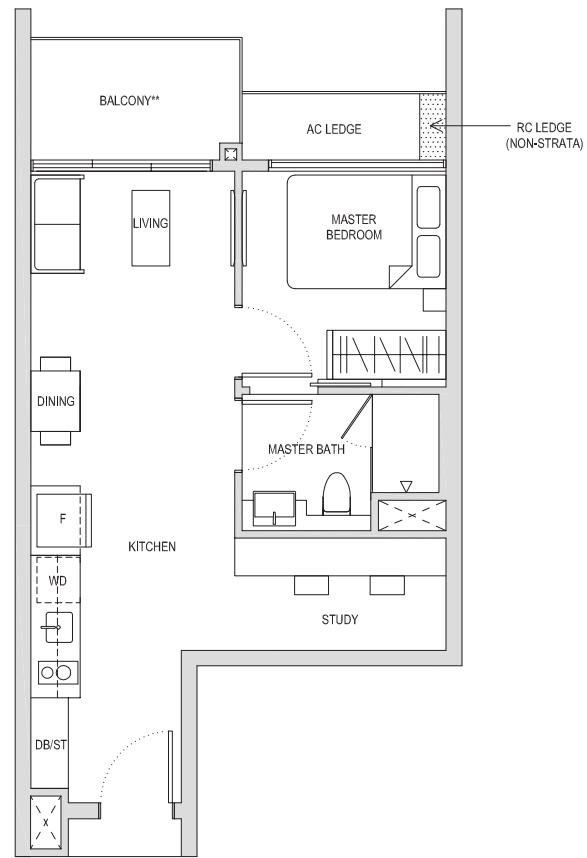 BALCONY**
AC LEDGE
RC LEDGE
(NON-STRATA)
LIVING
MASTER
BEDROOM
DINING
MASTER BATH
F
KITCHEN
WD
STUDY
DB/ST
X